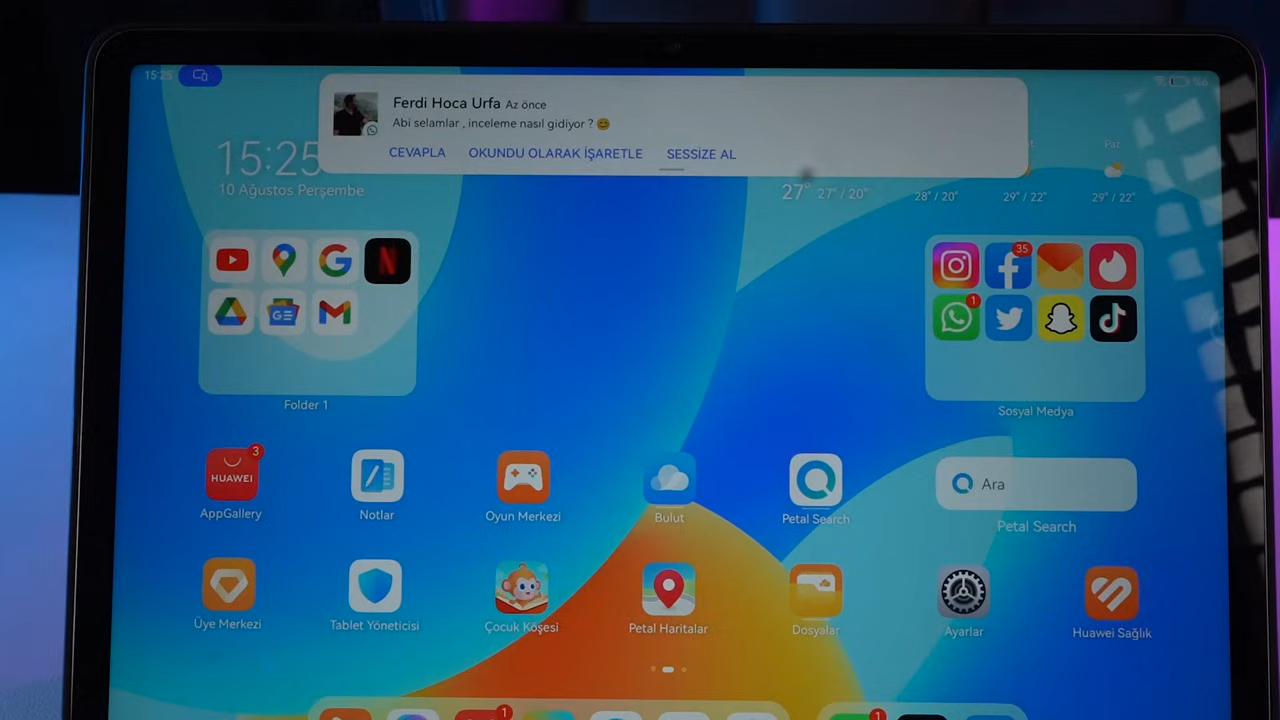 15:25
%6
Ferdi Hoca Urfa Az önce
Abi selamlar , inceleme nasıl gidiyor ? 😊
CEVAPLA OKUNDU OLARAK İŞARETLE SESSİZE AL
15:25
10 Ağustos Perşembe
Paz
27° 27° / 20° 28° / 20° 29° / 22° 29° / 22°
35
1
GE
N
Folder 1
Sosyal Medya
3
HUAWEI
AppGallery
Notlar
Oyun Merkezi
Bulut
Petal Search
Ara
Petal Search
Üye Merkezi
Tablet Yöneticisi
Çocuk Köşesi
Petal Haritalar
Dosyalar
Ayarlar
Huawei Sağlık
1
1